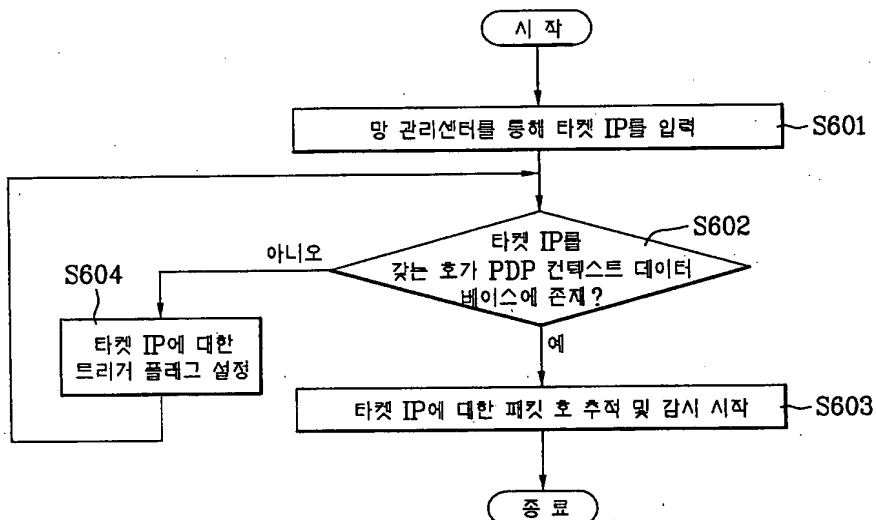 시 작
망 관리센터를 통해 타켓 IP를 입력
S601
S602
타켓 IP를
갖는 호가 PDP 컨텍스트 데이터
베이스에 존재?
아니오
S604
타켓 IP에 대한
트리거 플래그 설정
예
타켓 IP에 대한 패킷 호 추적 및 감시 시작
S603
종 료